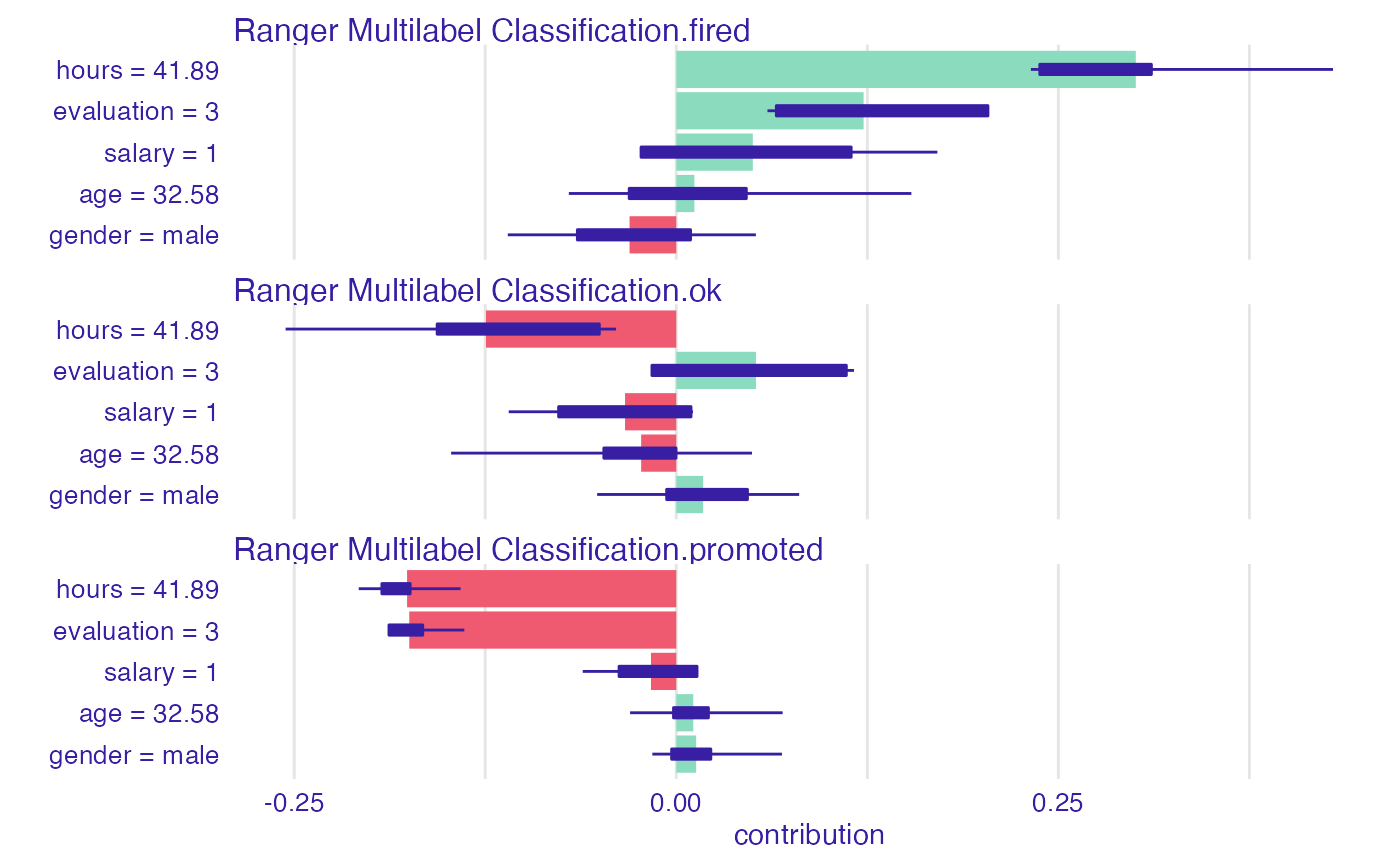 Ranger Multilabel Classification.fired
hours = 41.89
evaluation = 3
salary = 1
age = 32.58
gender = male
Ranger Multilabel Classification.ok
hours = 41.89
evaluation = 3
salary = 1
age = 32.58
gender = male
Ranger Multilabel Classification.promoted
hours = 41.89
evaluation = 3
salary = 1
age = 32.58
gender = male
-0.25 0.00 0.25
contribution